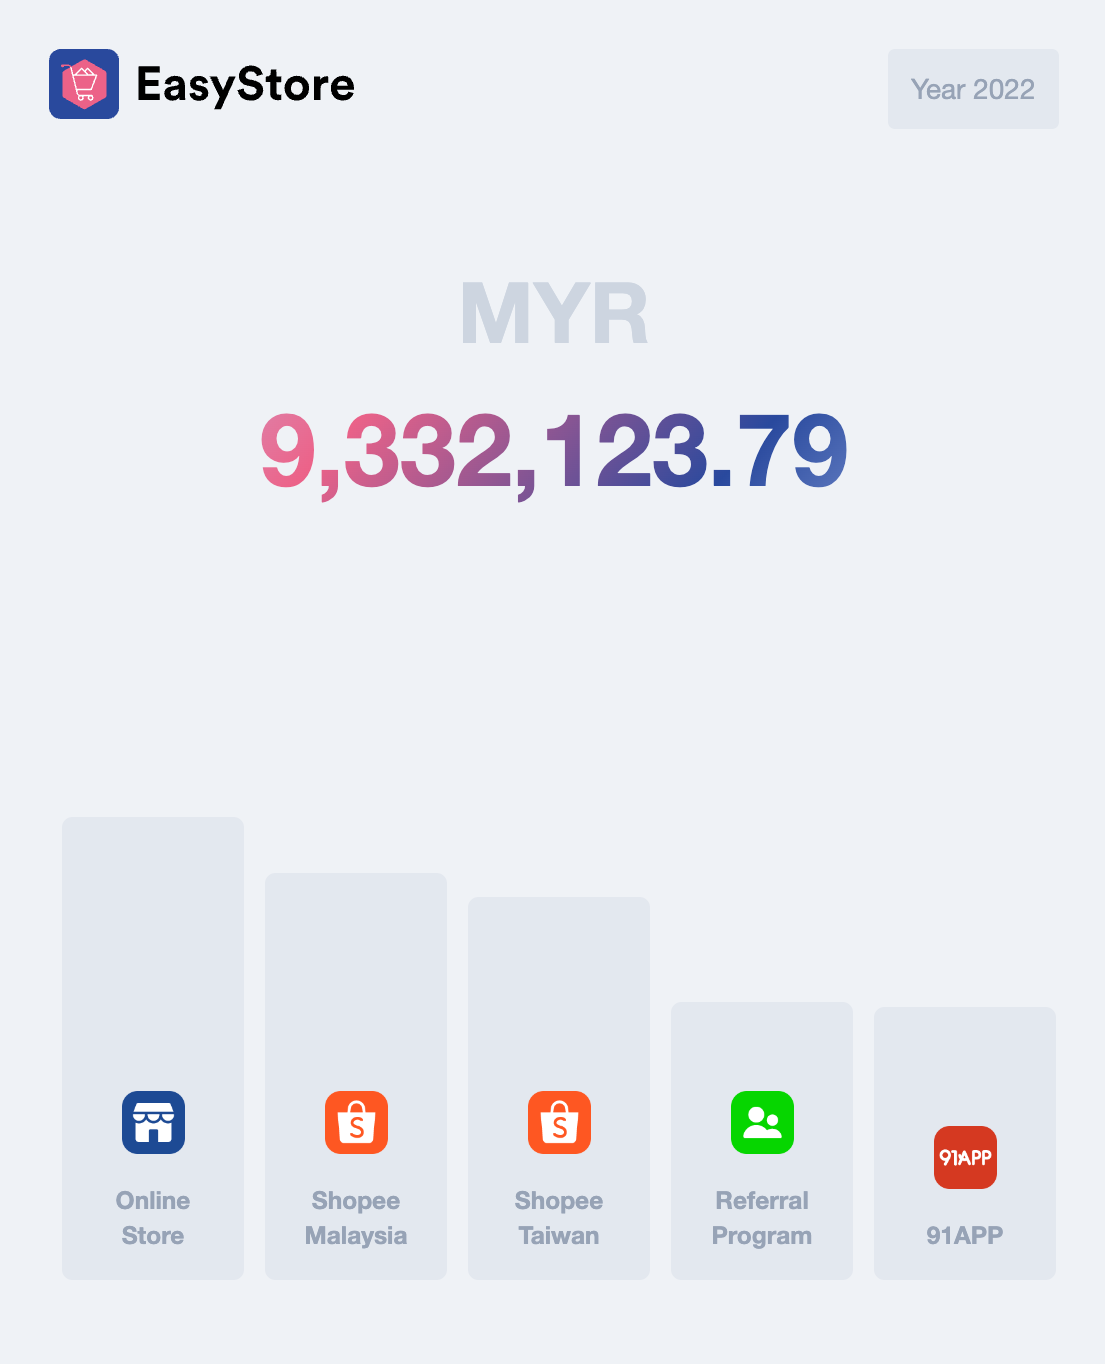 EasyStore
Year 2022
MYR
9,332,123.79
Online
Store
Shopee
Malaysia
Shopee
Taiwan
Referral
Program
91APP
91APP